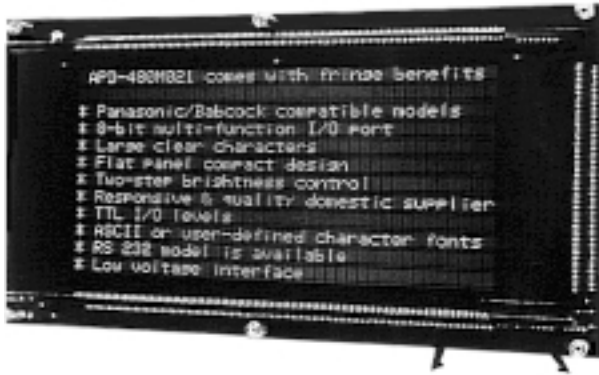 APD-480M021 comes with fringe benefits
* Panasonic/Babcock compatible models
* 8-bit multi-function I/O port
* Large clear characters
* Flat panel compact design
* Two-step brightness control
* Responsive & quality domestic supplier
* TTL I/O levels
* ASCII or user-defined character fonts
* RS 232 model is available
* Low voltage interface